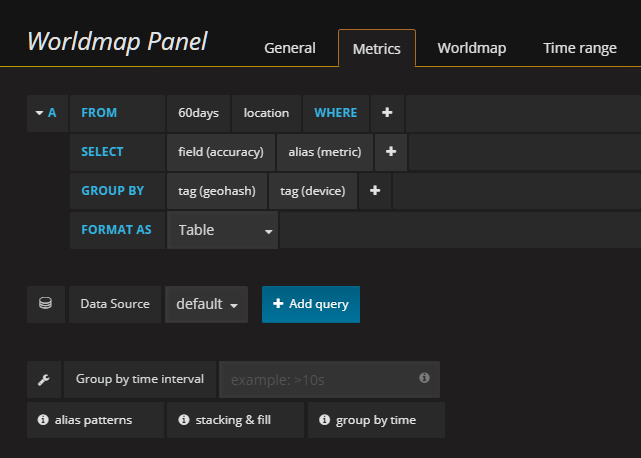 Worldmap Panel General Metrics Worldmap Time range
A FROM 60days location WHERE +
SELECT field (accuracy) alias (metric) +
GROUP BY tag (geohash) tag (device) +
FORMAT AS Table
Data Source default + Add query
Group by time interval example: >10s
alias patterns stacking & fill group by time